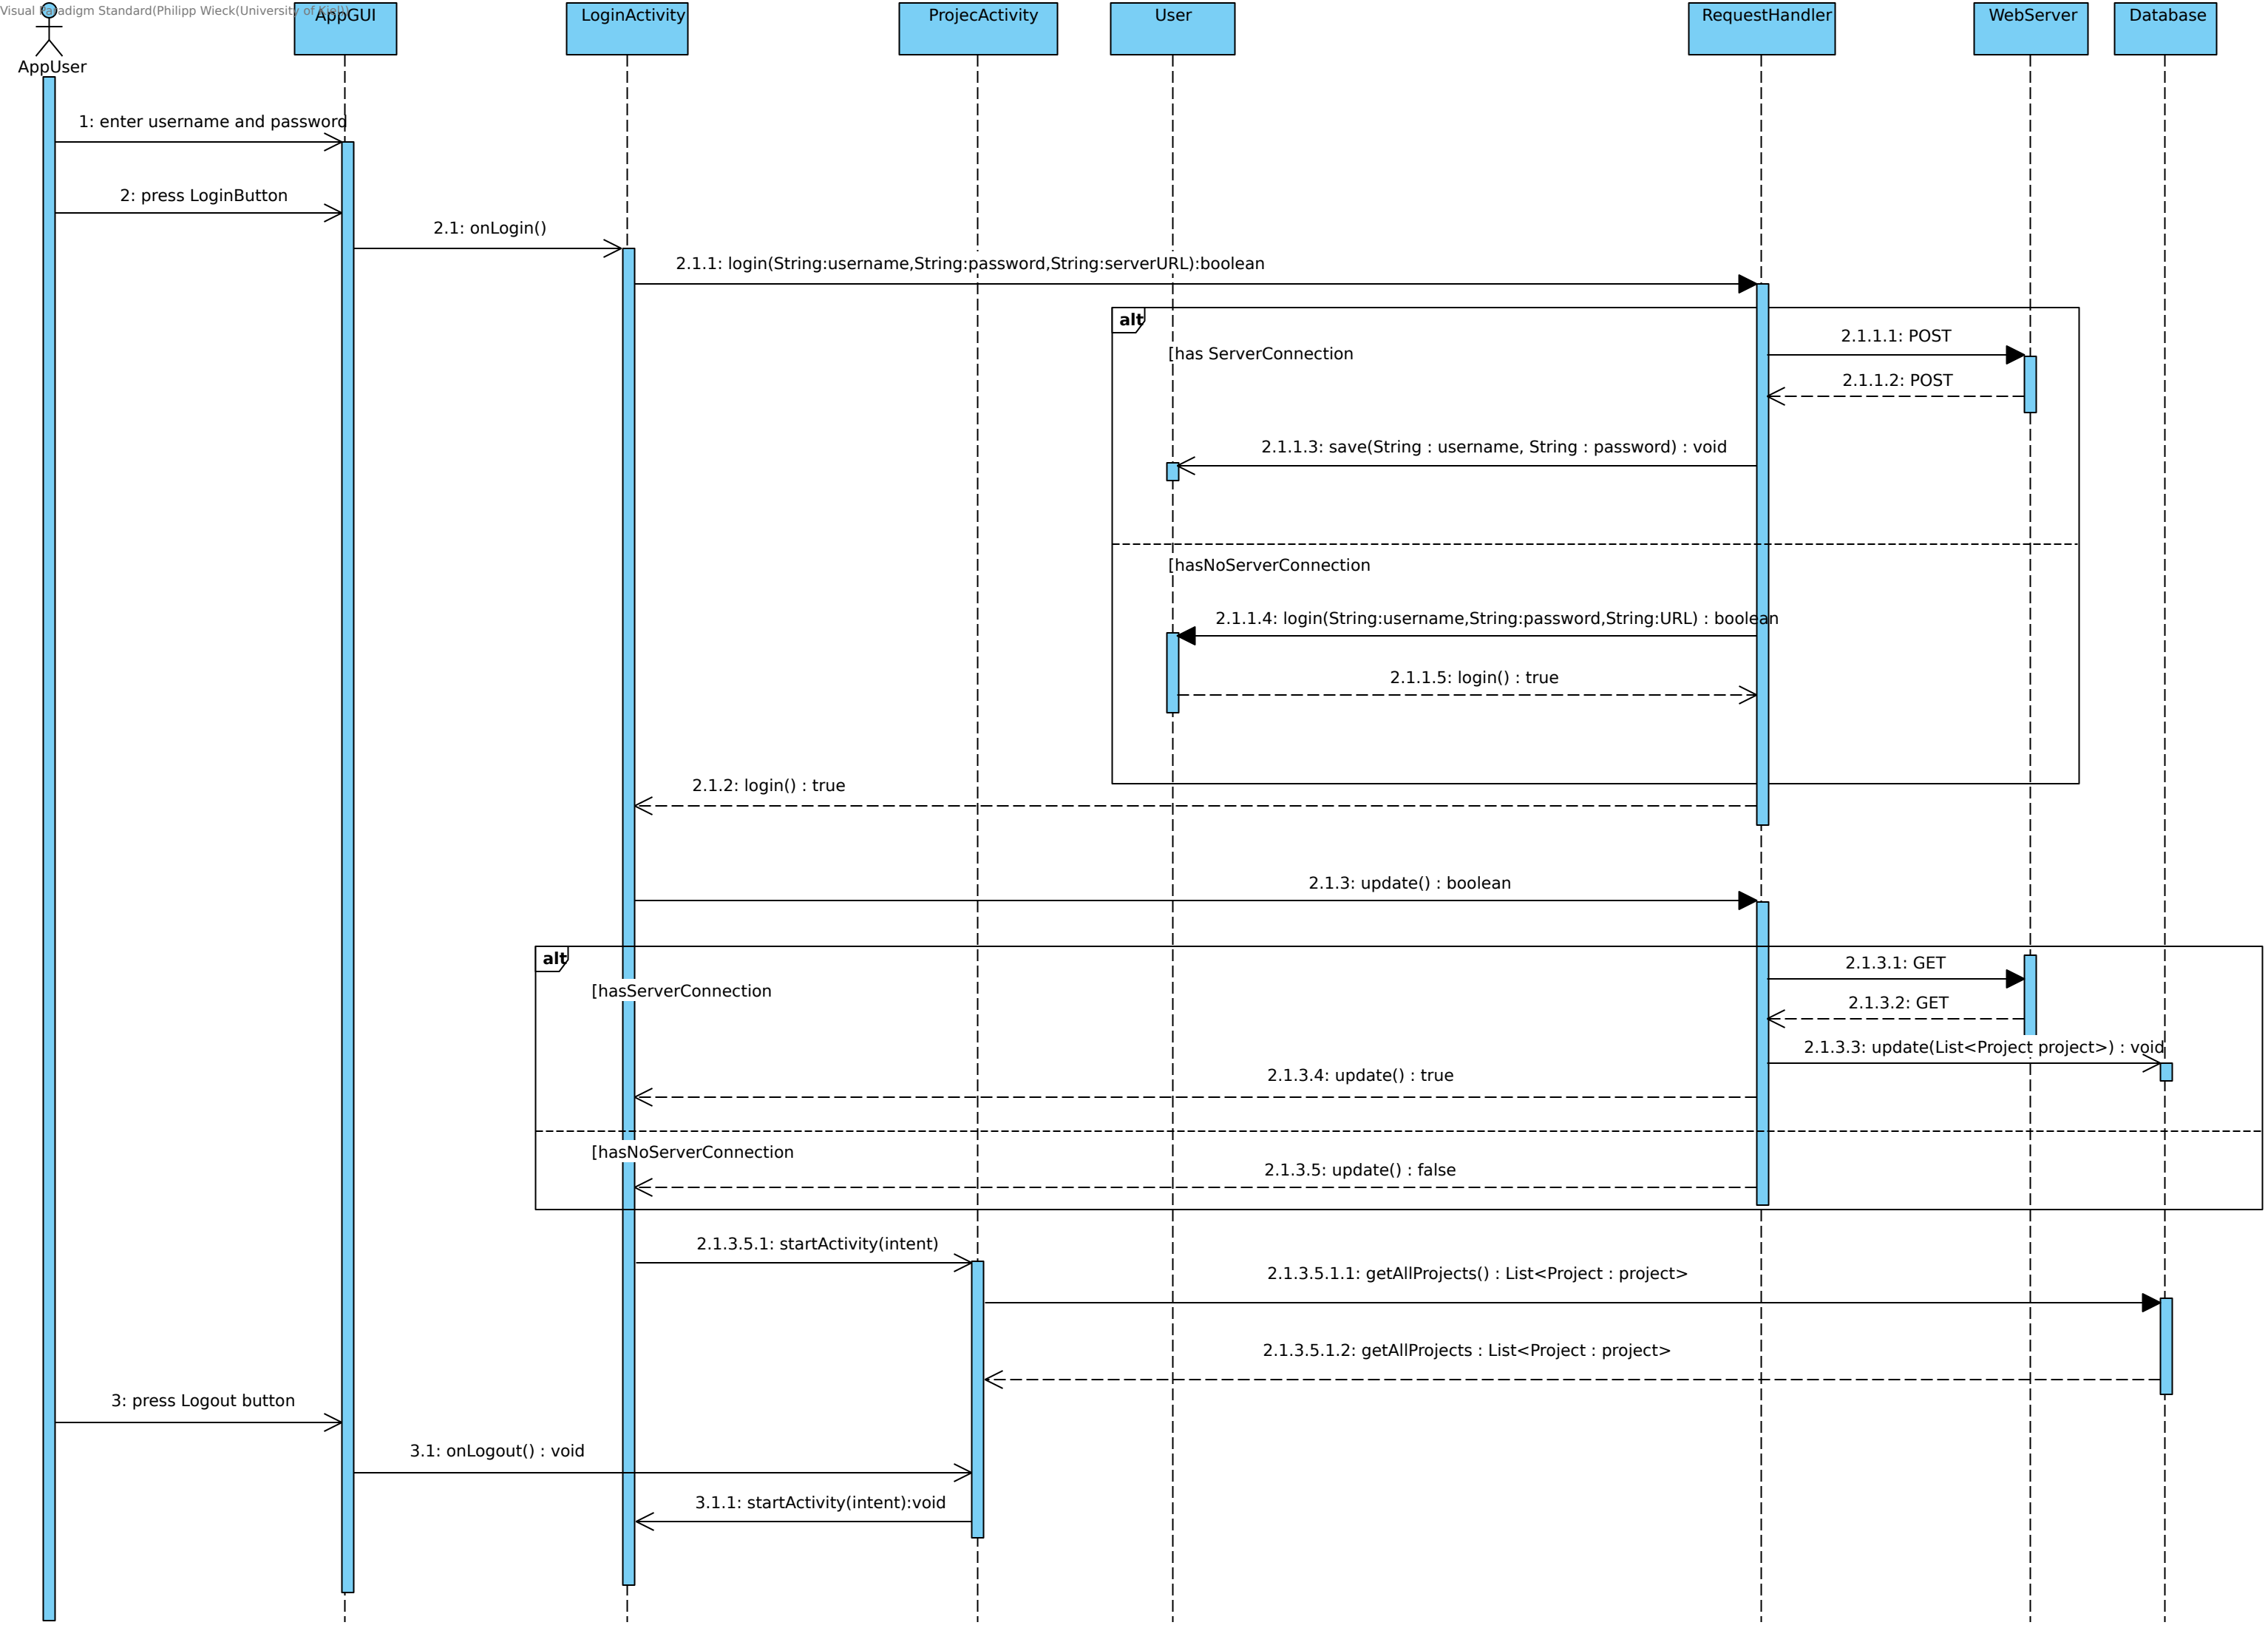 Visual Paradigm Standard(Philipp Wieck(University of Kiel))
AppUser
AppGUI
LoginActivity
ProjecActivity
User
RequestHandler
WebServer
Database
1: enter username and password
2: press LoginButton
2.1: onLogin()
2.1.1: login(String:username,String:password,String:serverURL):boolean
alt
[has ServerConnection
2.1.1.1: POST
2.1.1.2: POST
2.1.1.3: save(String : username, String : password) : void
[hasNoServerConnection
2.1.1.4: login(String:username,String:password,String:URL) : boolean
2.1.1.5: login() : true
2.1.2: login() : true
2.1.3: update() : boolean
alt
[hasServerConnection
2.1.3.1: GET
2.1.3.2: GET
2.1.3.3: update(List<Project project>) : void
2.1.3.4: update() : true
[hasNoServerConnection
2.1.3.5: update() : false
2.1.3.5.1: startActivity(intent)
2.1.3.5.1.1: getAllProjects() : List<Project : project>
2.1.3.5.1.2: getAllProjects : List<Project : project>
3: press Logout button
3.1: onLogout() : void
3.1.1: startActivity(intent):void